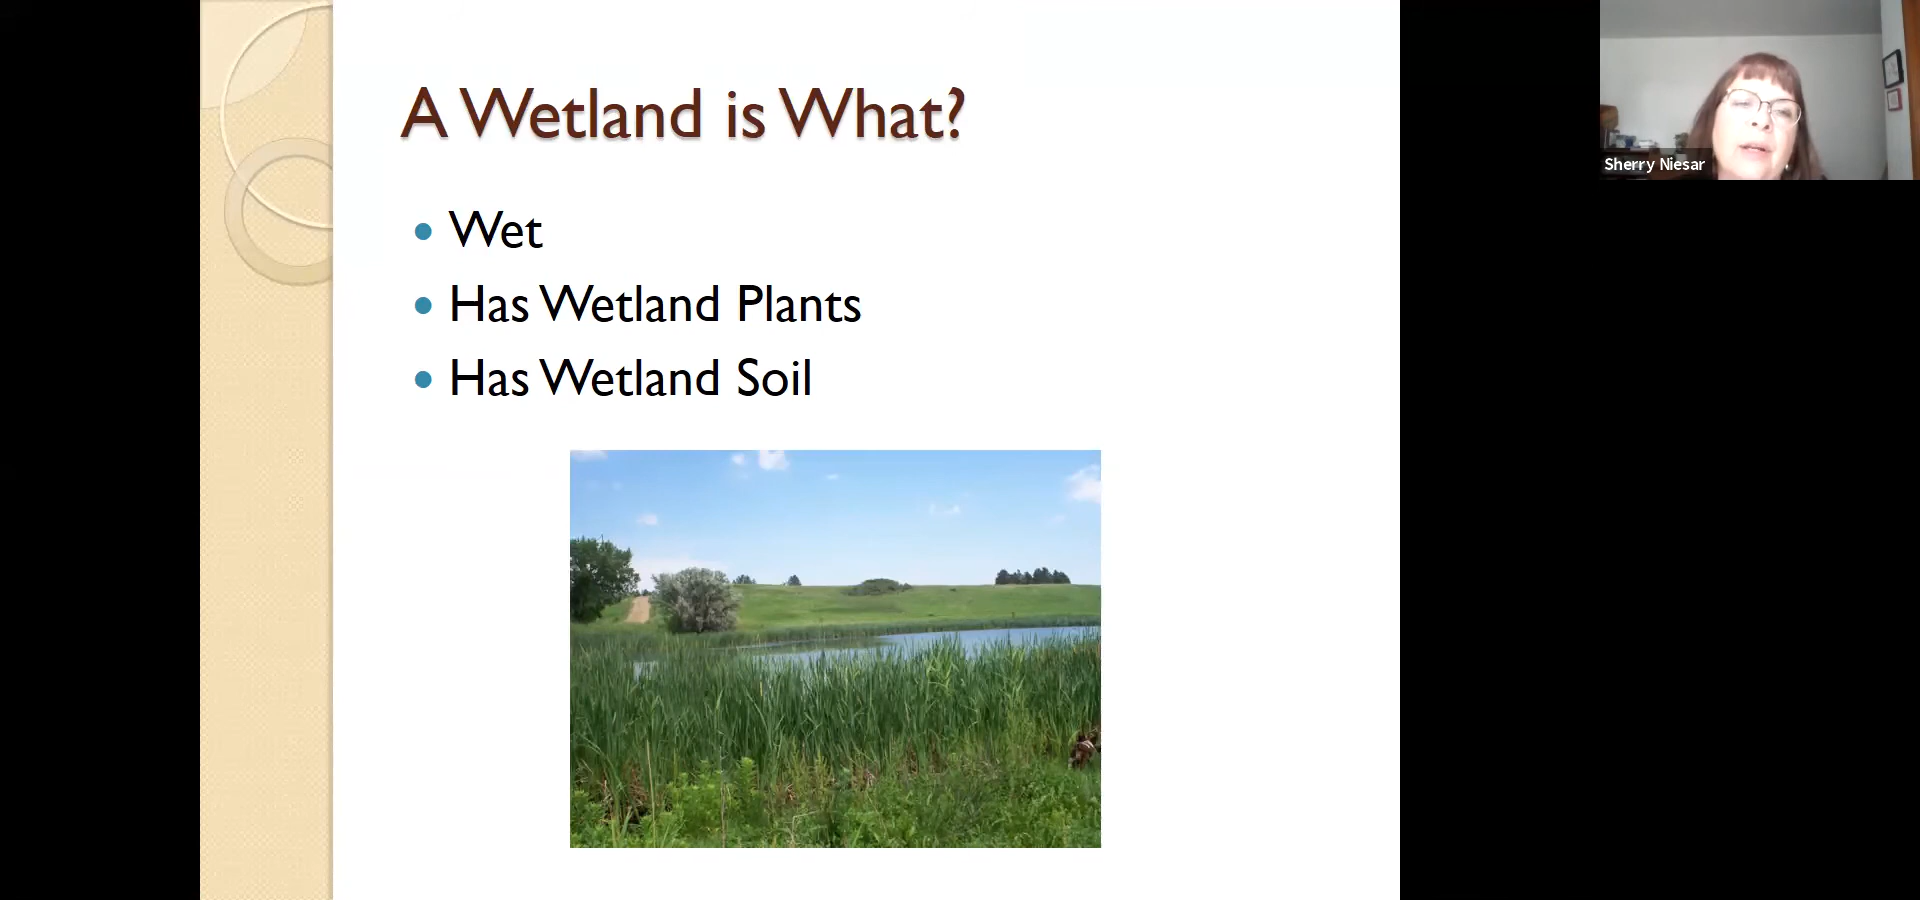 A Wetland is What?
Wet
Has Wetland Plants
Has Wetland Soil
Sherry Niesar